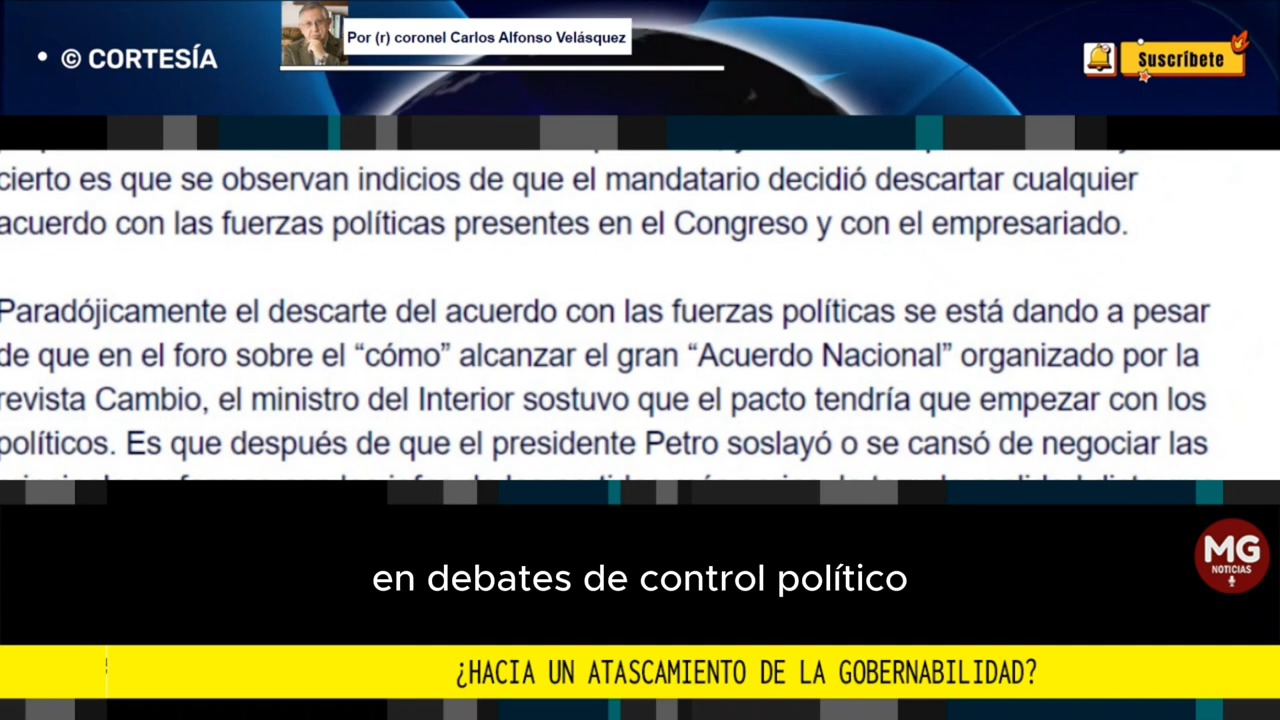 • © CORTESÍA
Por (r) coronel Carlos Alfonso Velásquez
Suscríbete
cierto es que se observan indicios de que el mandatario decidió descartar cualquier
acuerdo con las fuerzas políticas presentes en el Congreso y con el empresariado.
Paradójicamente el descarte del acuerdo con las fuerzas políticas se está dando a pesar
de que en el foro sobre el “cómo” alcanzar el gran “Acuerdo Nacional” organizado por la
revista Cambio, el ministro del Interior sostuvo que el pacto tendría que empezar con los
políticos. Es que después de que el presidente Petro soslayó o se cansó de negociar las
en debates de control político
MG
NOTICIAS
¿HACIA UN ATASCAMIENTO DE LA GOBERNABILIDAD?